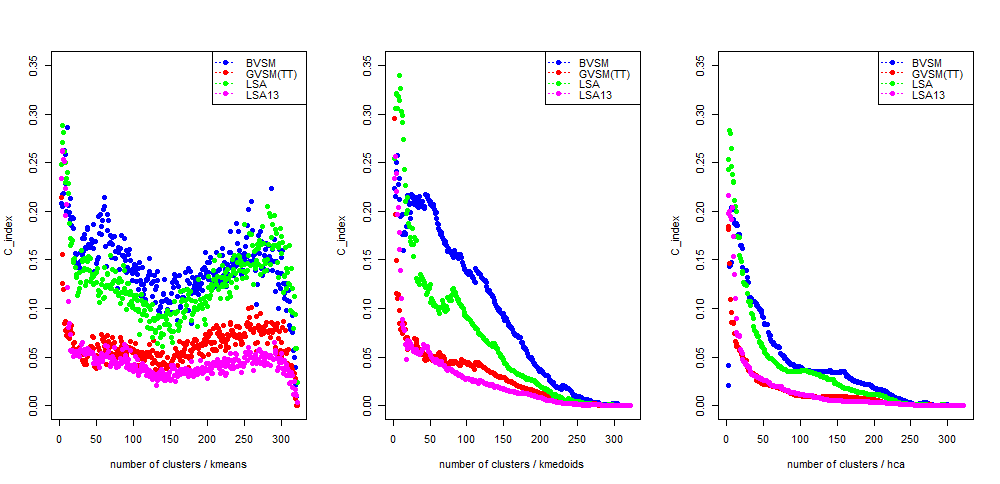 BVSM
GVSM(TT)
LSA
LSA13
C_index
0.35
0.30
0.25
0.20
0.15
0.10
0.05
0.00
0 50 100 150 200 250 300
number of clusters / kmeans
BVSM
GVSM(TT)
LSA
LSA13
C_index
0.35
0.30
0.25
0.20
0.15
0.10
0.05
0.00
0 50 100 150 200 250 300
number of clusters / kmedoids
BVSM
GVSM(TT)
LSA
LSA13
C_index
0.35
0.30
0.25
0.20
0.15
0.10
0.05
0.00
0 50 100 150 200 250 300
number of clusters / hca